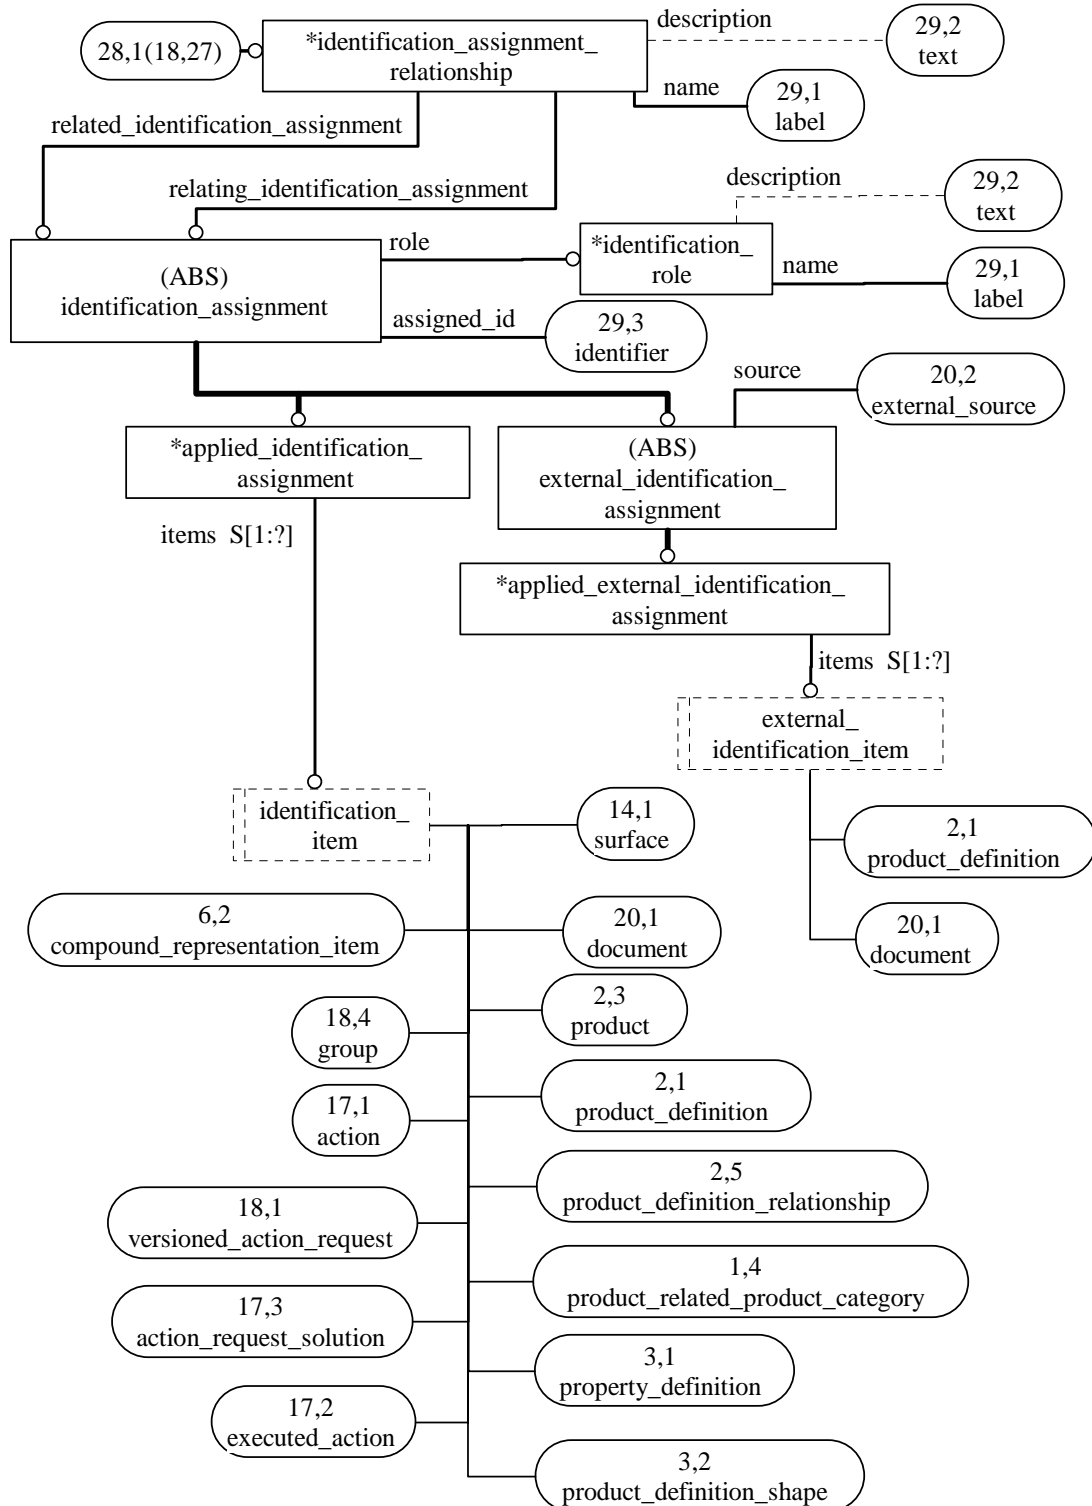 description
28,1(18,27)
*identification_assignment_
relationship
29,2
text
name
29,1
label
related_identification_assignment
relating_identification_assignment
description
29,2
text
role
*identification_
role
name
29,1
label
(ABS)
identification_assignment
assigned_id
29,3
identifier
source
20,2
external_source
*applied_identification_
assignment
(ABS)
external_identification_
assignment
items  S[1:?]
*applied_external_identification_
assignment
items  S[1:?]
external_
identification_item
identification_
item
14,1
surface
2,1
product_definition
6,2
compound_representation_item
20,1
document
20,1
document
18,4
group
2,3
product
17,1
action
2,1
product_definition
18,1
versioned_action_request
2,5
product_definition_relationship
17,3
action_request_solution
1,4
product_related_product_category
3,1
property_definition
17,2
executed_action
3,2
product_definition_shape